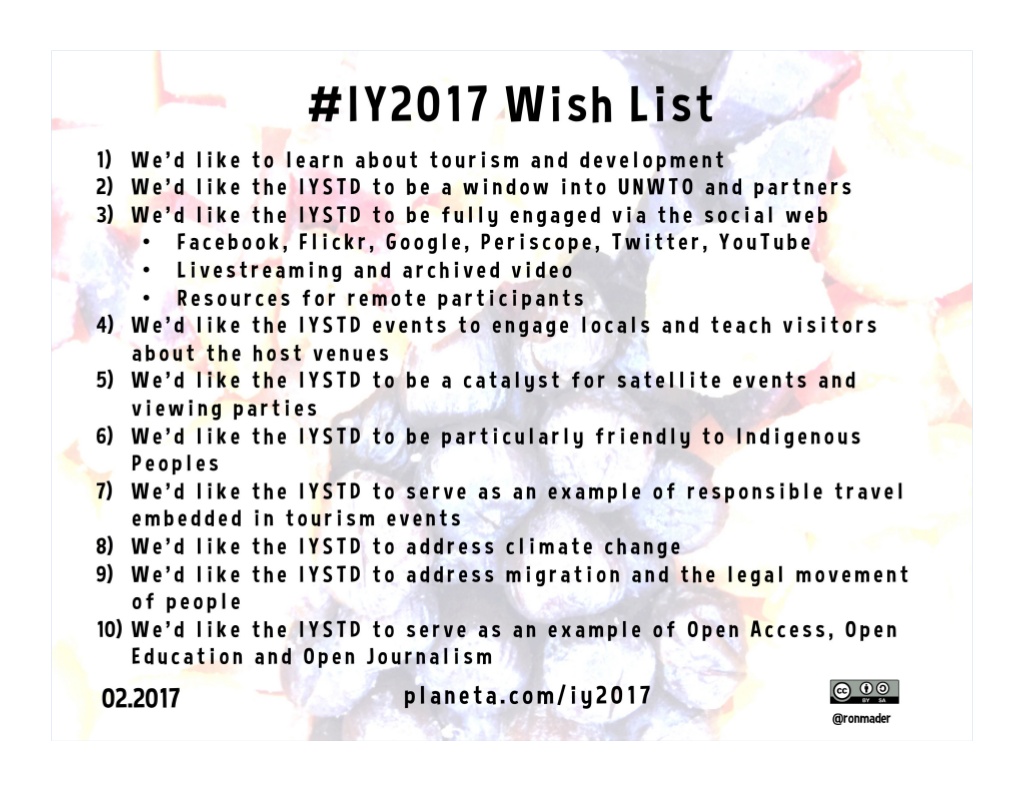 #IY2017 Wish List
1) We'd like to learn about tourism and development
2) We'd like the IYSTD to be a window into UNWTO and partners
3) We'd like the IYSTD to be fully engaged via the social web
• Facebook, Flickr, Google, Periscope, Twitter, YouTube
• Livestreaming and archived video
• Resources for remote participants
4) We'd like the IYSTD events to engage locals and teach visitors
about the host venues
5) We'd like the IYSTD to be a catalyst for satellite events and
viewing parties
6) We'd like the IYSTD to be particularly friendly to Indigenous
Peoples
7) We'd like the IYSTD to serve as an example of responsible travel
embedded in tourism events
8) We'd like the IYSTD to address climate change
9) We'd like the IYSTD to address migration and the legal movement
of people
10) We'd like the IYSTD to serve as an example of Open Access, Open
Education and Open Journalism
02.2017
planeta.com/iy2017
cc
BY SA
@ronmader